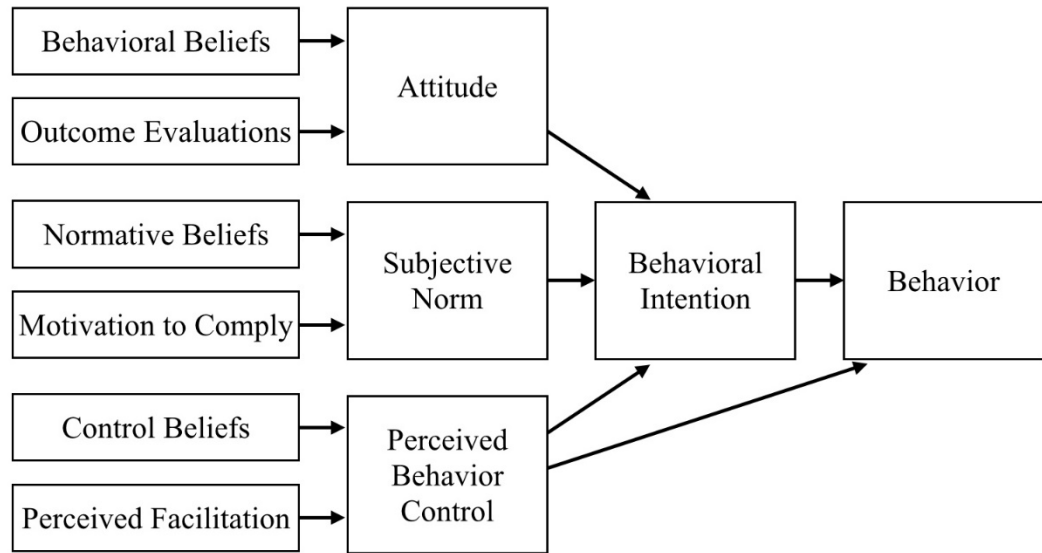 Behavioral Beliefs
Outcome Evaluations
Attitude
Normative Beliefs
Motivation to Comply
Subjective
Norm
Control Beliefs
Perceived Facilitation
Perceived
Behavior
Control
Behavioral
Intention
Behavior